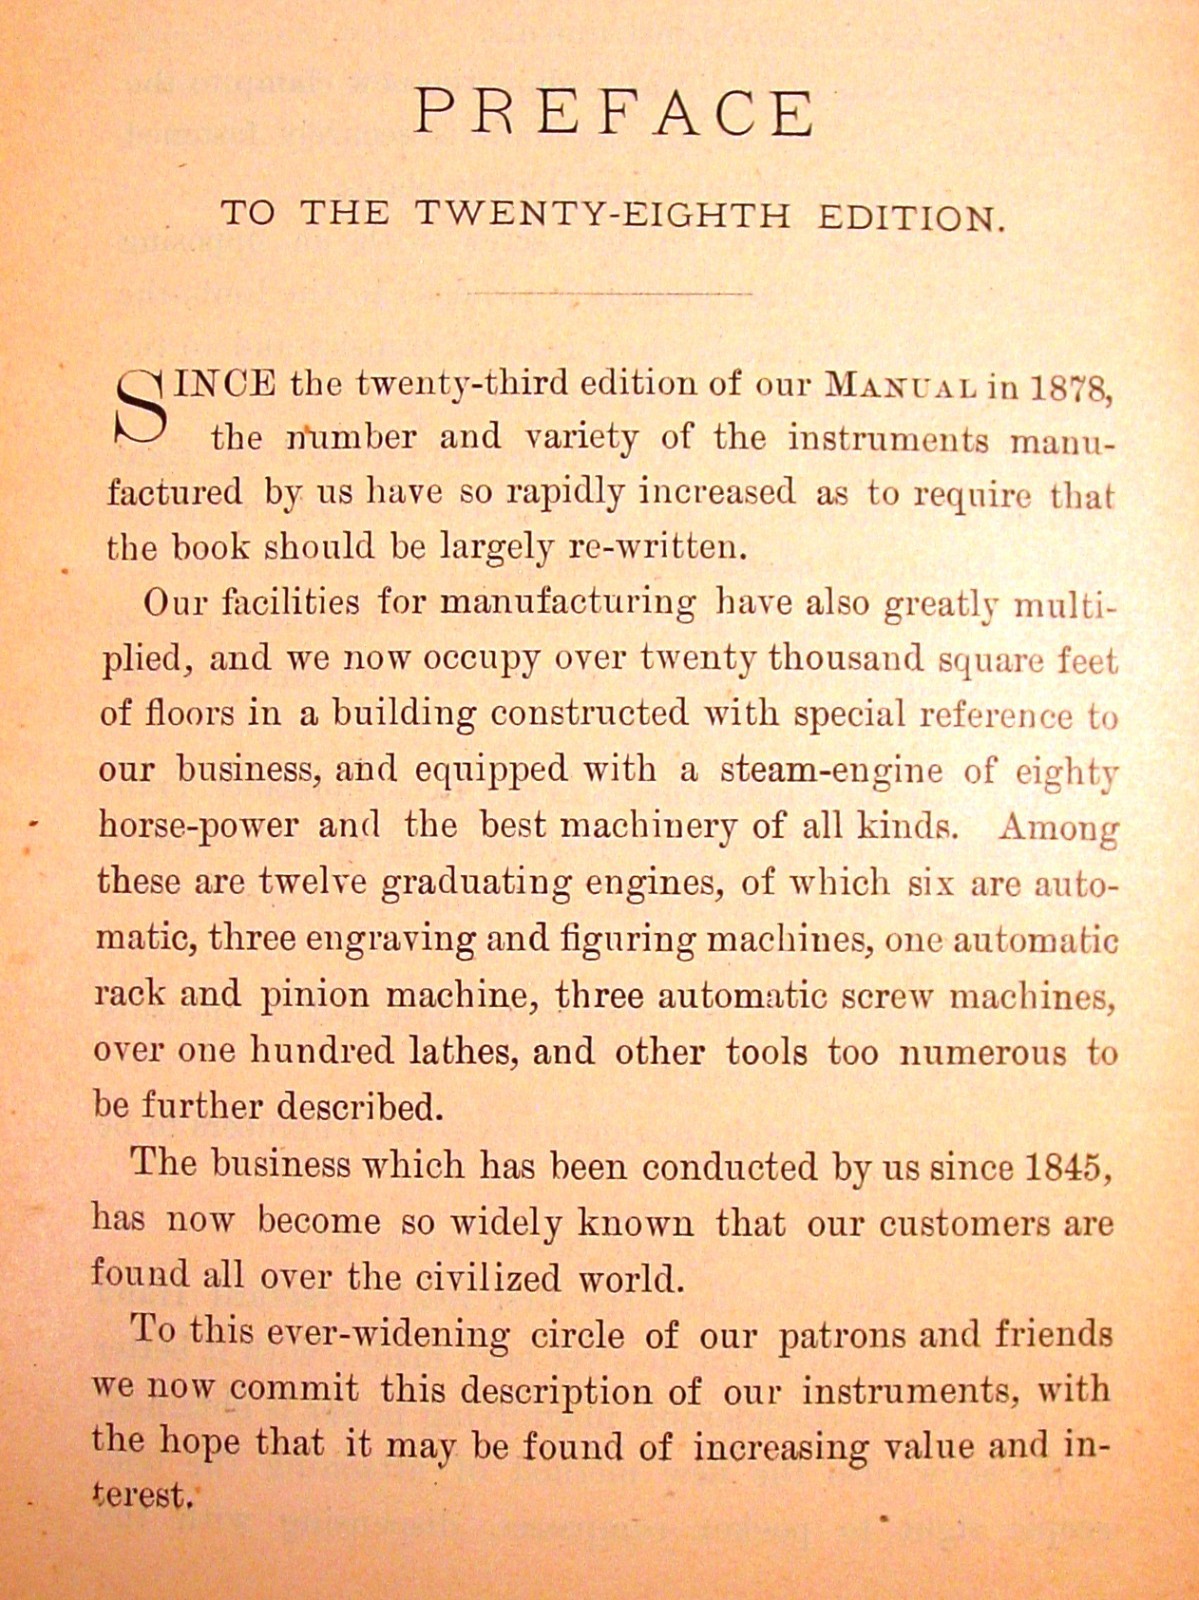 PREFACE
TO THE TWENTY-EIGHTH EDITION.
SINCE the twenty-third edition of our MANUAL in 1878,
the number and variety of the instruments manu-
factured by us have so rapidly increased as to require that
the book should be largely re-written.
Our facilities for manufacturing have also greatly multi-
plied, and we now occupy over twenty thousand square feet
of floors in a building constructed with special reference to
our business, and equipped with a steam-engine of eighty
horse-power and the best machinery of all kinds. Among
these are twelve graduating engines, of which six are auto-
matic, three engraving and figuring machines, one automatic
rack and pinion machine, three automatic screw machines,
over one hundred lathes, and other tools too numerous to
be further described.
The business which has been conducted by us since 1845,
has now become so widely known that our customers are
found all over the civilized world.
To this ever-widening circle of our patrons and friends
we now commit this description of our instruments, with
the hope that it may be found of increasing value and in-
terest.